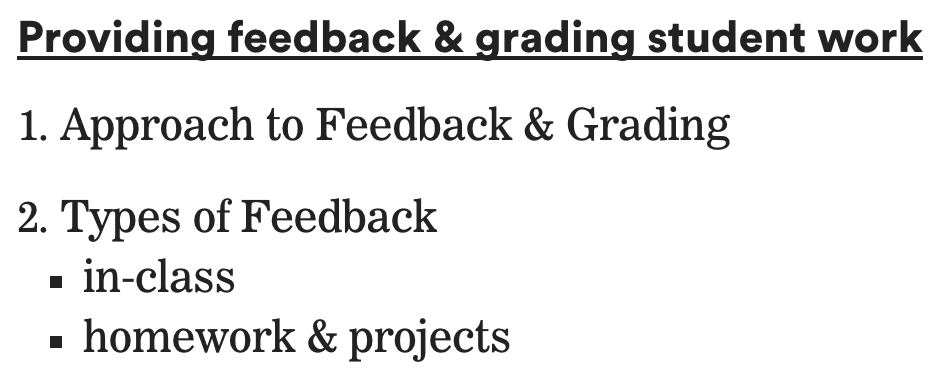 Providing feedback & grading student work
1. Approach to Feedback & Grading
2. Types of Feedback
▪ in-class
▪ homework & projects